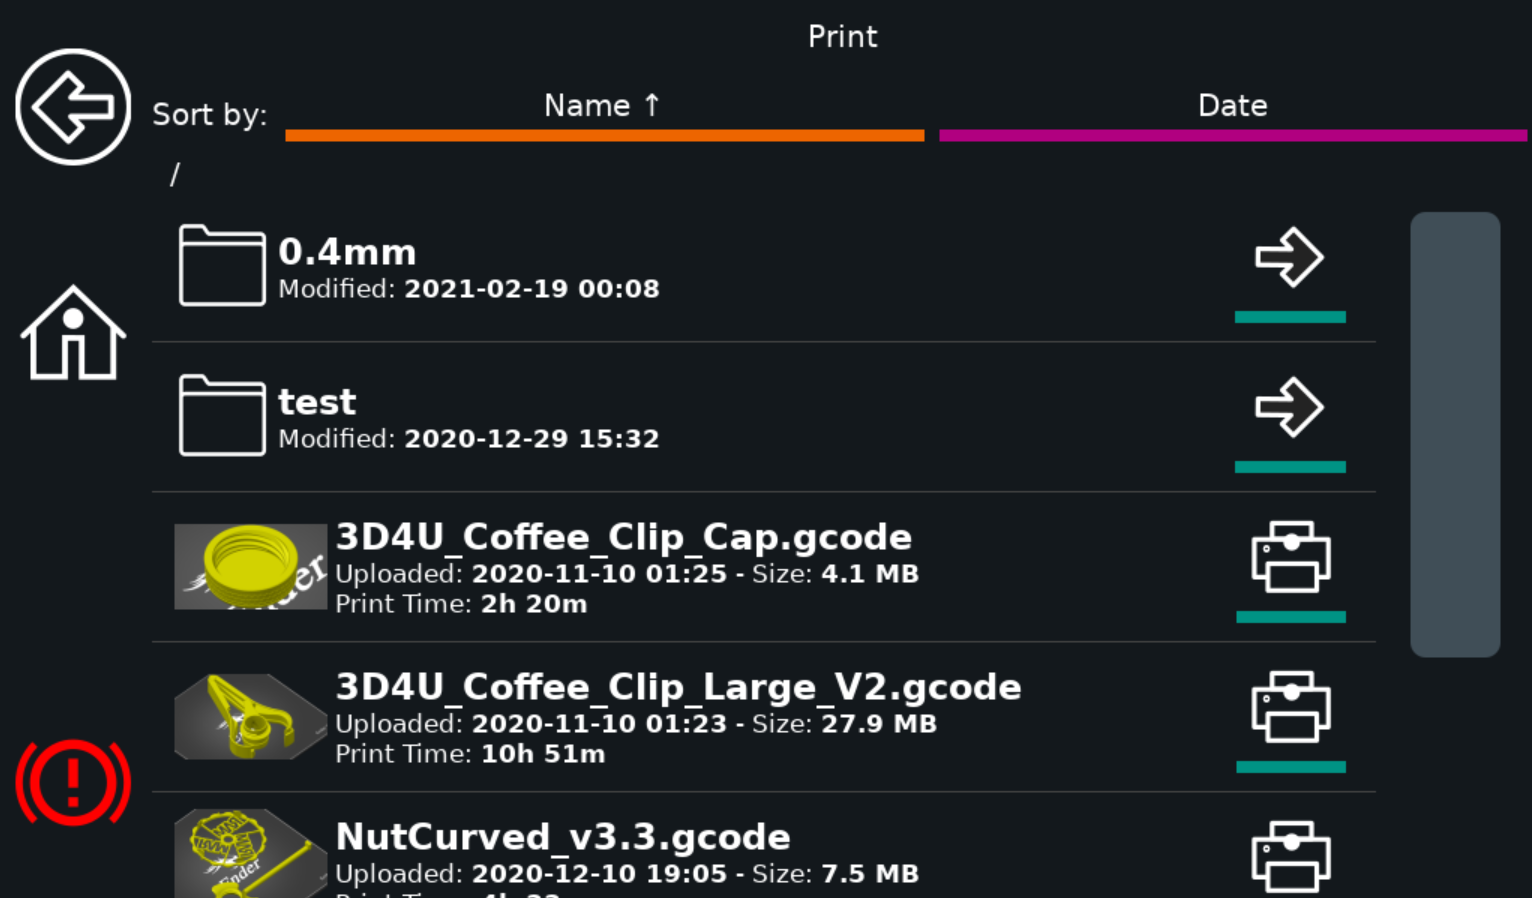 Print
Sort by:
Name ↑
Date
/
0.4mm
Modified: 2021-02-19 00:08
test
Modified: 2020-12-29 15:32
3D4U_Coffee_Clip_Cap.gcode
Uploaded: 2020-11-10 01:25 - Size: 4.1 MB
Print Time: 2h 20m
3D4U_Coffee_Clip_Large_V2.gcode
Uploaded: 2020-11-10 01:23 - Size: 27.9 MB
Print Time: 10h 51m
NutCurved_v3.3.gcode
Uploaded: 2020-12-10 19:05 - Size: 7.5 MB
Ender
Print Time: